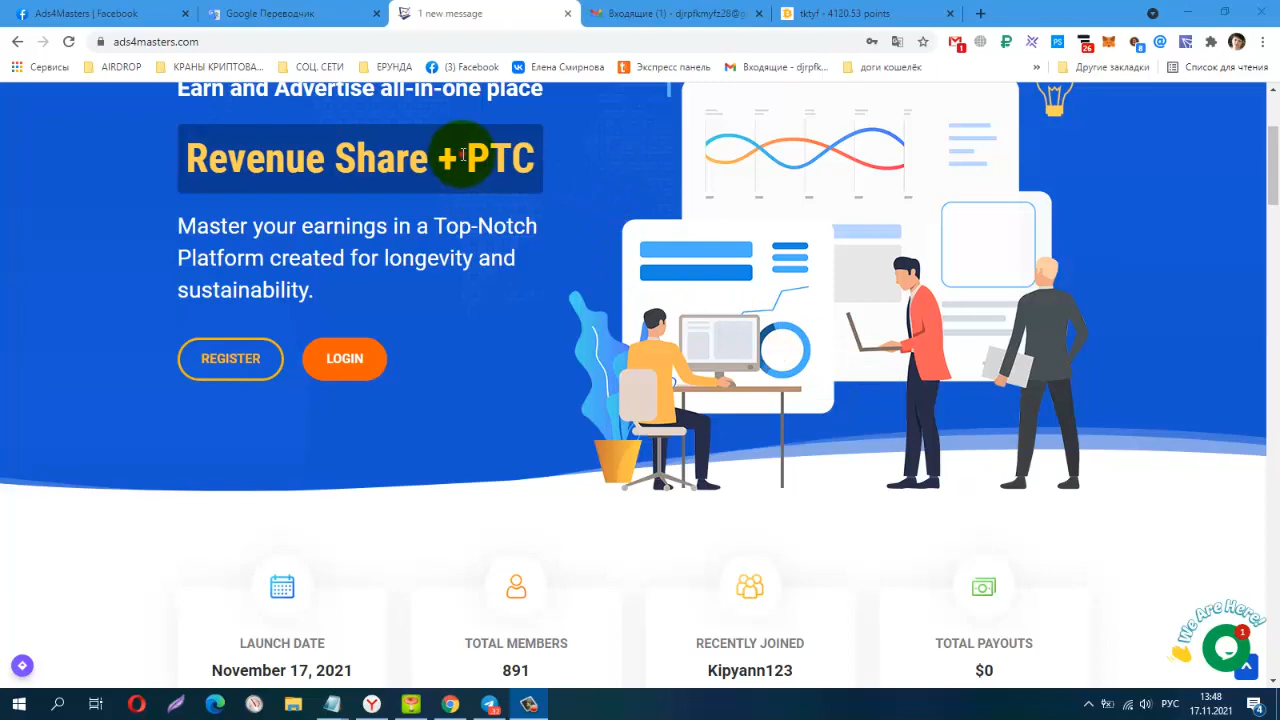 Ads4Masters | Facebook
Google Переводчик
1 new message
Входящие (1) - djrpkmyfz28@g
tktyf - 4120.53 points
ads4masters.com
Сервисы
AIRDROP
КРАНЫ КРИПТОВА...
СОЦ. СЕТИ
ЕРУНДА
(3) Facebook
Елена Смирнова
Экспресс панель
Входящие - djrpfk...
доги кошелёк
»
Другие закладки
Список для чтения
Earn and Advertise all-in-one place
Revenue Share + PTC
Master your earnings in a Top-Notch
Platform created for longevity and
sustainability.
REGISTER
LOGIN
LAUNCH DATE
November 17, 2021
TOTAL MEMBERS
891
RECENTLY JOINED
Kipyann123
TOTAL PAYOUTS
$0
We Are Here!
1
РУС
13:48
17.11.2021